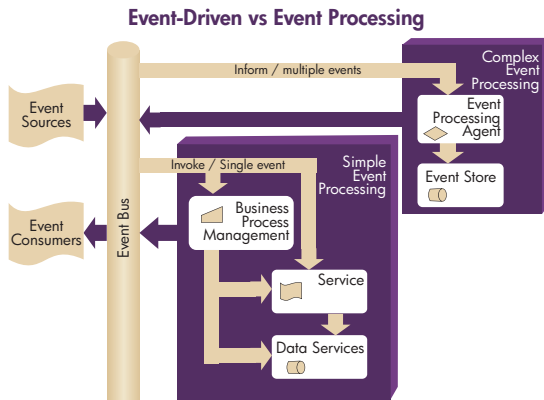 Event-Driven vs Event Processing
Complex
Event
Processing
Inform / multiple events
Event
Sources
Event
Processing
Agent
Event Store
Invoke / Single event
Simple
Event
Processing
Business
Process
Management
Event
Consumers
Event Bus
Service
Data Services